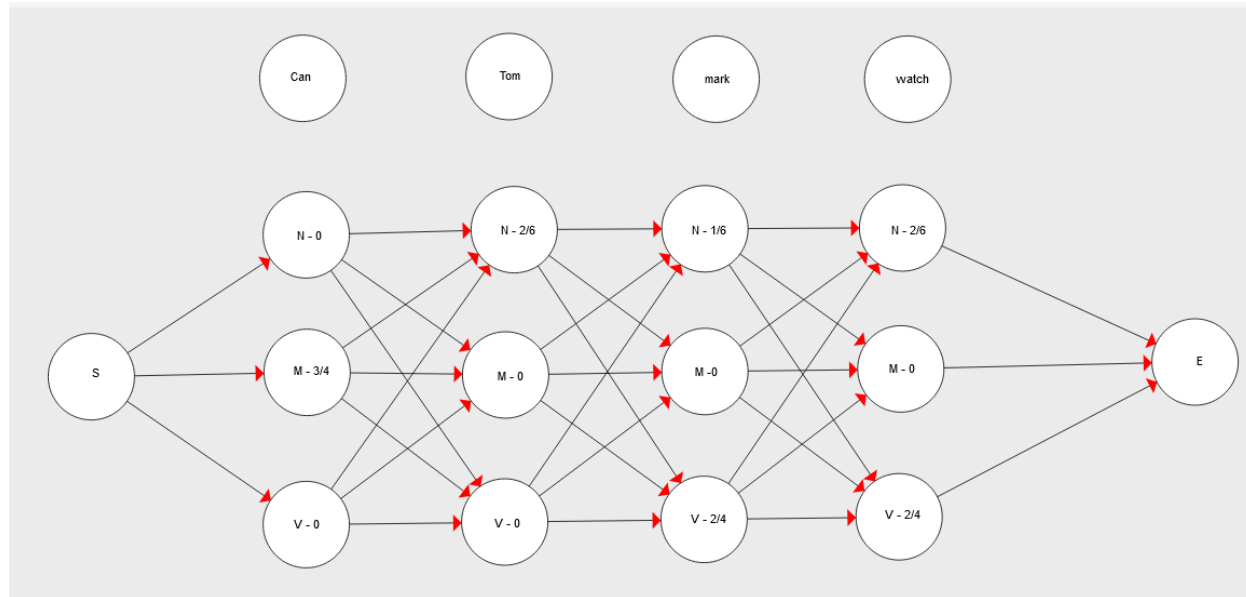 Can Tom mark watch
N - 0 N - 2/6 N - 1/6 N - 2/6
S M - 3/4 M - 0 M -0 M - 0 E
V - 0 V - 0 V - 2/4 V - 2/4